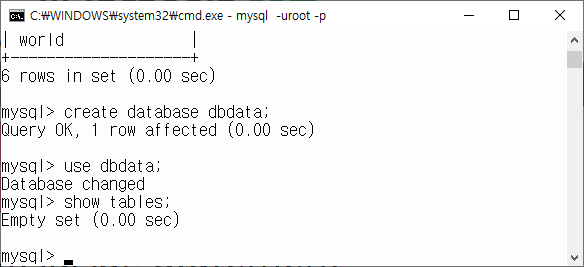 C:₩WINDOWS₩system32₩cmd.exe - mysql  -uroot -p
| world              |
+--------------------+
6 rows in set (0.00 sec)
mysql> create database dbdata;
Query OK, 1 row affected (0.00 sec)
mysql> use dbdata;
Database changed
mysql> show tables;
Empty set (0.00 sec)
mysql>